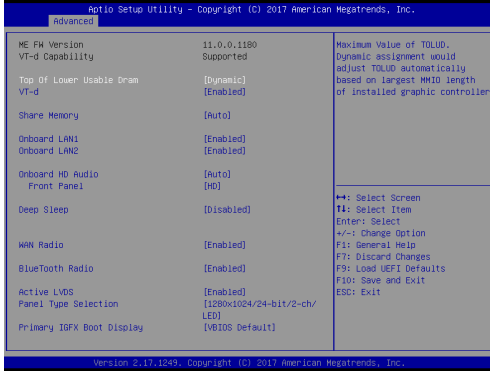 Aptio Setup Utility – Copyright (C) 2017 American Megatrends, Inc.
Advanced
ME FW Version 11.0.0.1180
VT-d Capability Supported
Top Of Lower Usable Dram [Dynamic]
VT-d [Enabled]
Share Memory [Auto]
Onboard LAN1 [Enabled]
Onboard LAN2 [Enabled]
Onboard HD Audio [Auto]
Front Panel [HD]
Deep Sleep [Disabled]
WAN Radio [Enabled]
BlueTooth Radio [Enabled]
Active LVDS [Enabled]
Panel Type Selection [1280x1024/24-bit/2-ch/
LED]
Primary IGFX Boot Display [VBIOS Default]
Maximum Value of TOLUD.
Dynamic assignment would
adjust TOLUD automatically
based on largest MMIO length
of installed graphic controller
↔: Select Screen
↑↓: Select Item
Enter: Select
+/-: Change Option
F1: General Help
F7: Discard Changes
F9: Load UEFI Defaults
F10: Save and Exit
ESC: Exit
Version 2.17.1249. Copyright (C) 2017 American Megatrends, Inc.